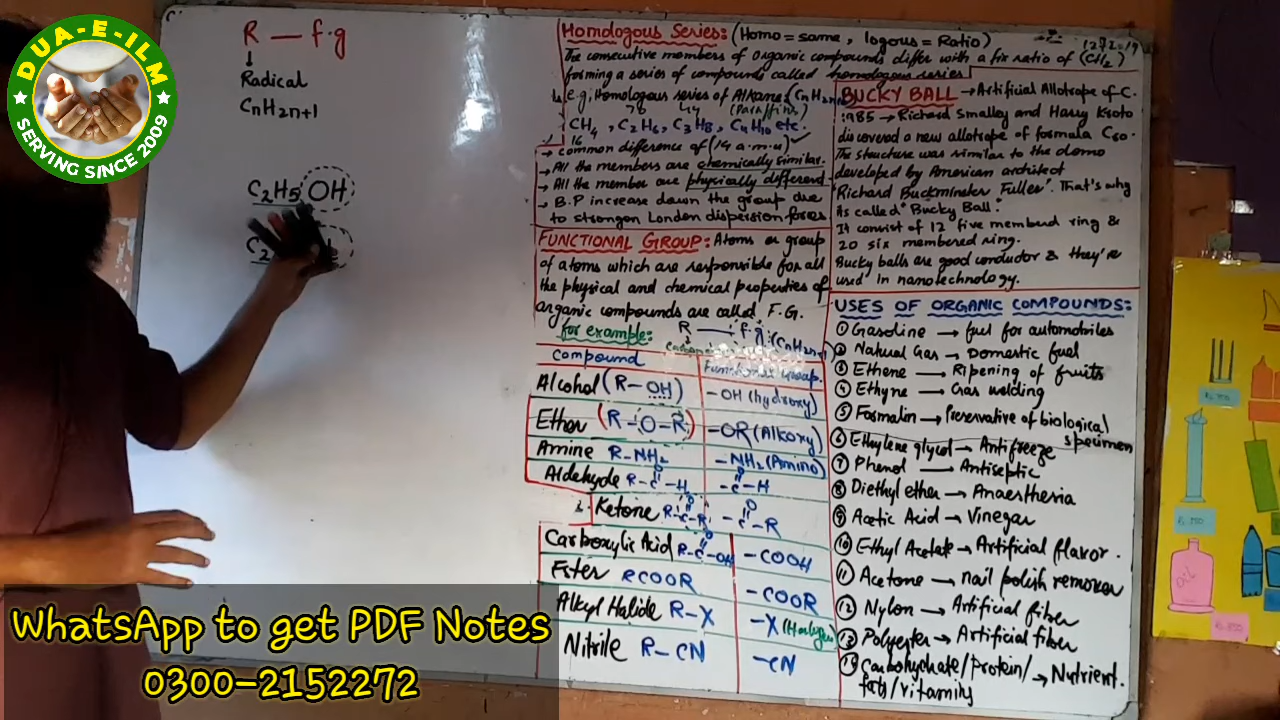 DUA-E-ILM
SERVING SINCE 2009
R — f.g
↓
Radical
CnH2n+1
C2H5OH
C2
Homologous Series: (Homo = same, logous = Ratio)
The consecutive members of organic compounds differ with a fix ratio of (CH2)
forming a series of compound called homologous series.
e.g; Homologous series of Alkane:
(Paraffins)
CH4, C2H6, C3H8, C4H10 etc.
16
→ common difference of (14 a.m.u)
→ All the members are chemically similar.
→ All the member are physically different
→ B.P increase down the group due
to stronger London dispersion forces
FUNCTIONAL GROUP: Atoms or group
of atoms which are responsible for all
the physical and chemical properties of
organic compounds are called F.G.
for example: R — f.g. (CnH2n+1)
Compound Functional Group.
Alcohol (R-OH) -OH (hydroxy)
Ether (R-O-R) -OR (Alkoxy)
Amine R-NH2 -NH2 (Amino)
Aldehyde R-C-H -C-H
O O
Ketone R-C-R -C-R
O O
Carboxylic Acid R-C-OH -COOH
O
Ester RCOOR -COOR
Alkyl Halide R-X -X (Halogen)
Nitrile R-CN -CN
BUCKY BALL → Artificial Allotrope of C.
1985 → Richard Smalley and Harry Kroto
discovered a new allotrope of formula C60.
The structure was similar to the domo
developed by American architect
"Richard Buckminster Fuller". That's why
As called "Bucky Ball."
It consist of 12 five memberd ring &
20 six membered ring.
Bucky balls are good conductor & they're
used in nanotechnology.
USES OF ORGANIC COMPOUNDS:
① Gasoline → fuel for automobiles
② Natural Gas → Domestic fuel
③ Ethene → Ripening of fruits
④ Ethyne → Gas welding
⑤ Formalin → Preservative of biological
specimen
⑥ Ethylene glycol → Antifreeze
⑦ Phenol → Antiseptic
⑧ Diethyl ether → Anaesthesia
⑨ Acetic Acid → Vinegar
⑩ Ethyl Acetate → Artificial flavor.
⑪ Acetone → nail polish remover
⑫ Nylon → Artificial fiber
⑬ Polyester → Artificial fiber
Carbohydrate/protein/ → Nutrient.
fats/vitamins
Oil
WhatsApp to get PDF Notes
0300-2152272